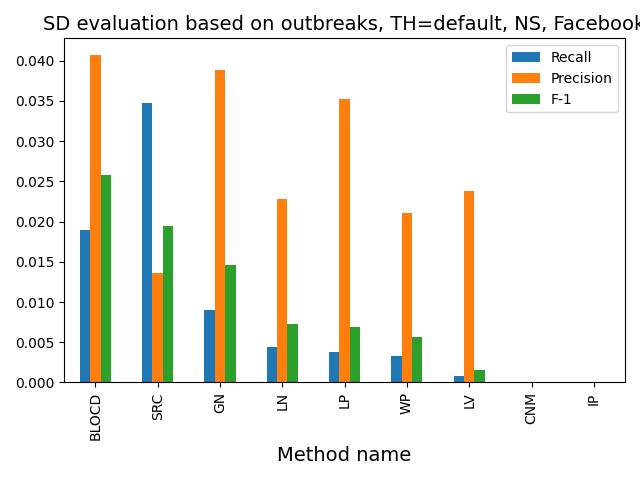 SD evaluation based on outbreaks, TH=default, NS, Facebook
Recall
Precision
F-1
0.040
0.035
0.030
0.025
0.020
0.015
0.010
0.005
0.000
BLOCD
SRC
GN
LN
LP
WP
LV
CNM
IP
Method name